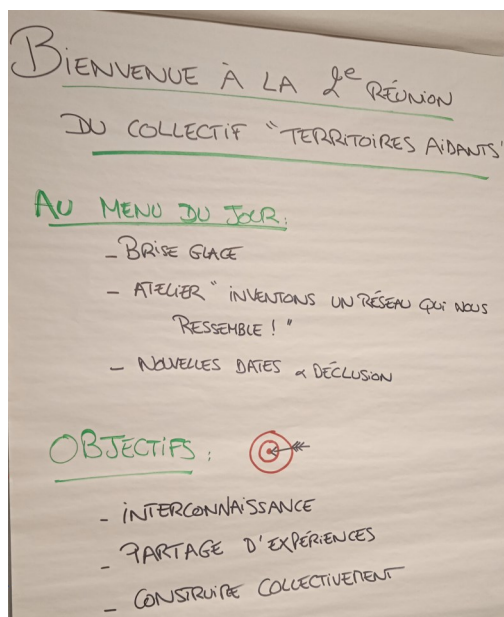 BIENVENUE À LA 2e RÉUNION
DU COLLECTIF "TERRITOIRES AIDANTS"
AU MENU DU JOUR:
- BRISE GLACE
- ATELIER " INVENTONS UN RÉSEAU QUI NOUS
RESSEMBLE ! "
- NOUVELLES DATES & DÉCLUSION
OBJECTIFS :
- INTERCONNAISSANCE
- PARTAGE D'EXPÉRIENCES
- CONSTRUIRE COLLECTIVEMENT